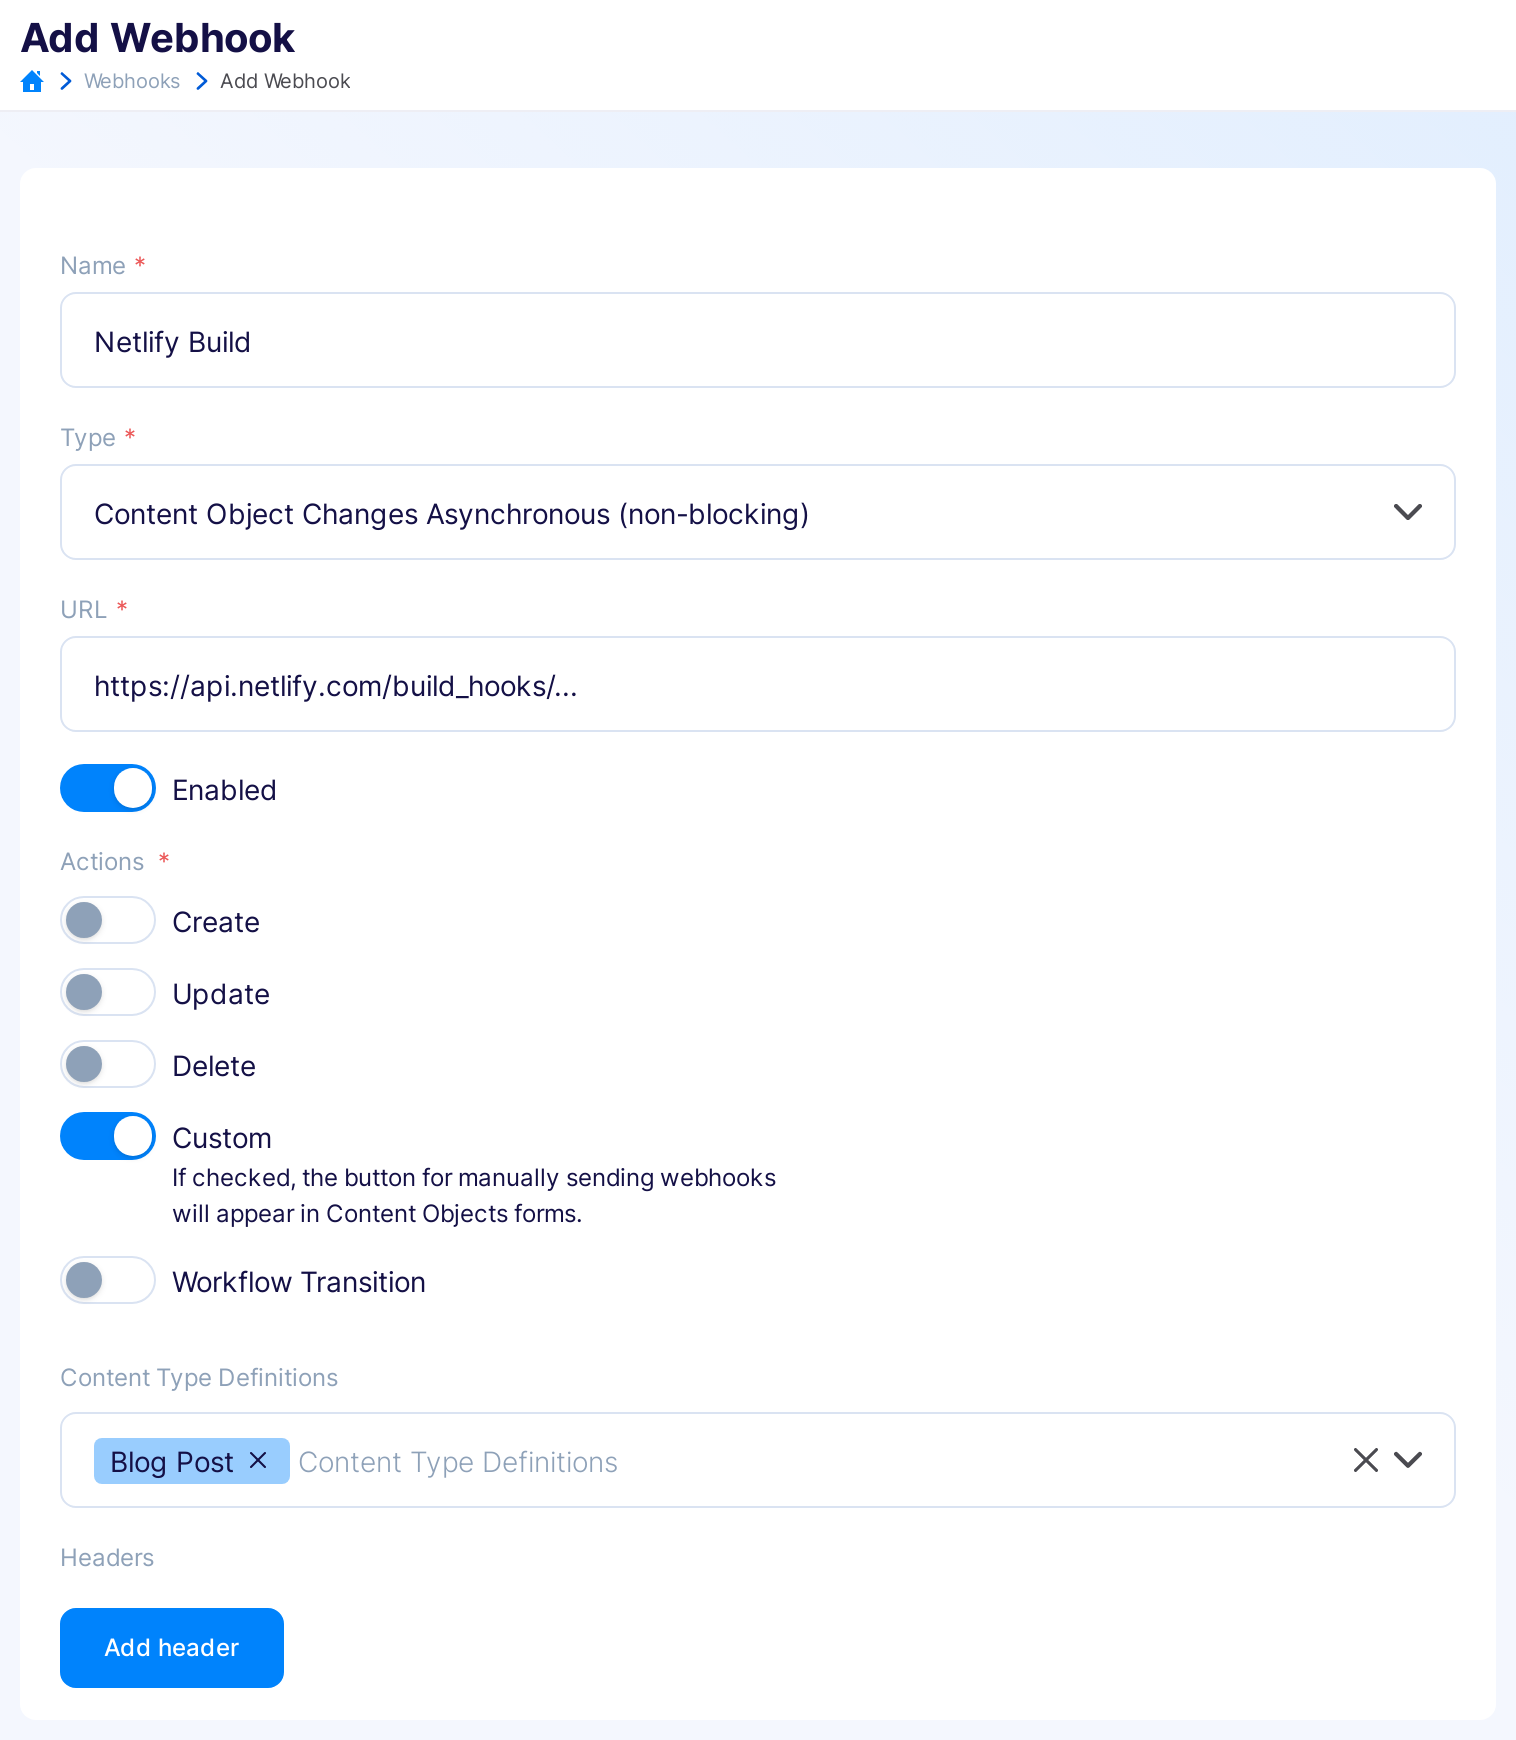 Add Webhook
Webhooks Add Webhook
Name *
Netlify Build
Type *
Content Object Changes Asynchronous (non-blocking)
URL *
https://api.netlify.com/build_hooks/...
Enabled
Actions *
Create
Update
Delete
Custom
If checked, the button for manually sending webhooks
will appear in Content Objects forms.
Workflow Transition
Content Type Definitions
Blog Post Content Type Definitions
Headers
Add header